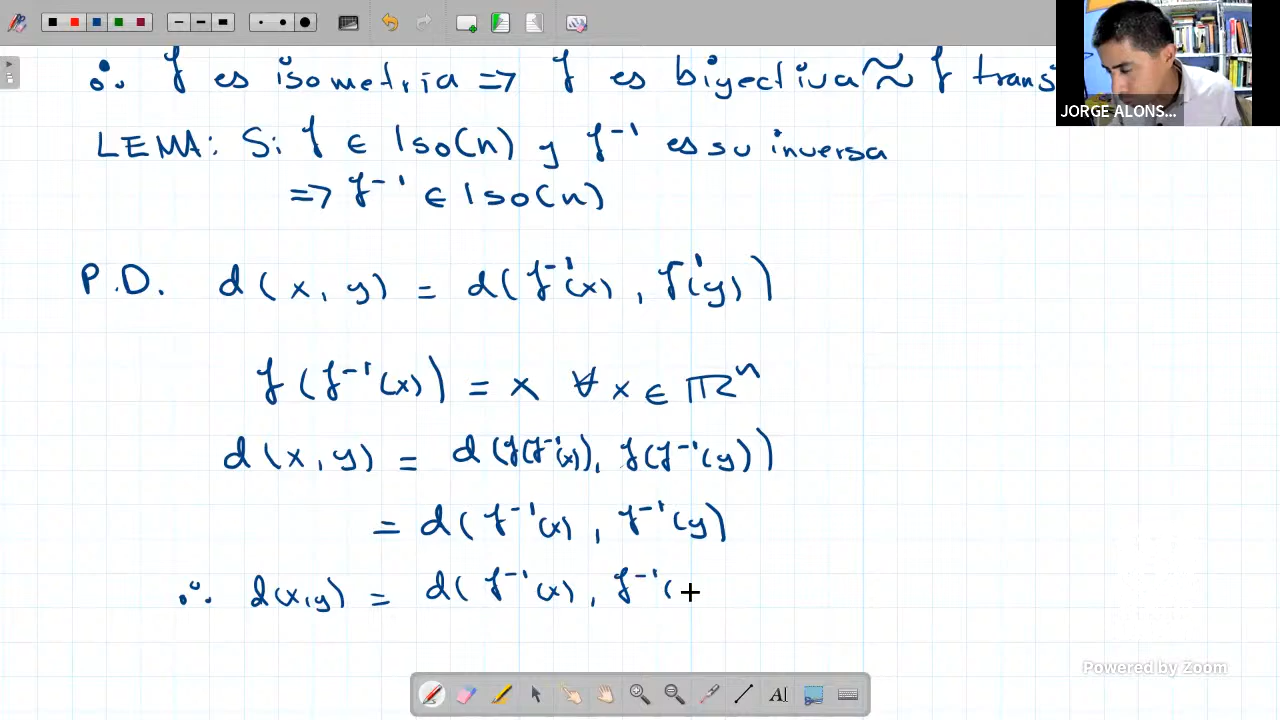 ∴ f es isometría => f es biyectiva ≈ f trans
JORGE ALONS...
LEMA: Si f ∈ Iso(n) y f⁻¹ es su inversa
=> f⁻¹ ∈ Iso(n)
P.D. d(x, y) = d(f⁻¹(x), f⁻¹(y))
f(f⁻¹(x)) = x ∀ x ∈ ℝⁿ
d(x, y) = d(f(f⁻¹(x)), f(f⁻¹(y))
= d(f⁻¹(x), f⁻¹(y)
∴ d(x,y) = d(f⁻¹(x), f⁻¹(
Powered by Zoom
AI